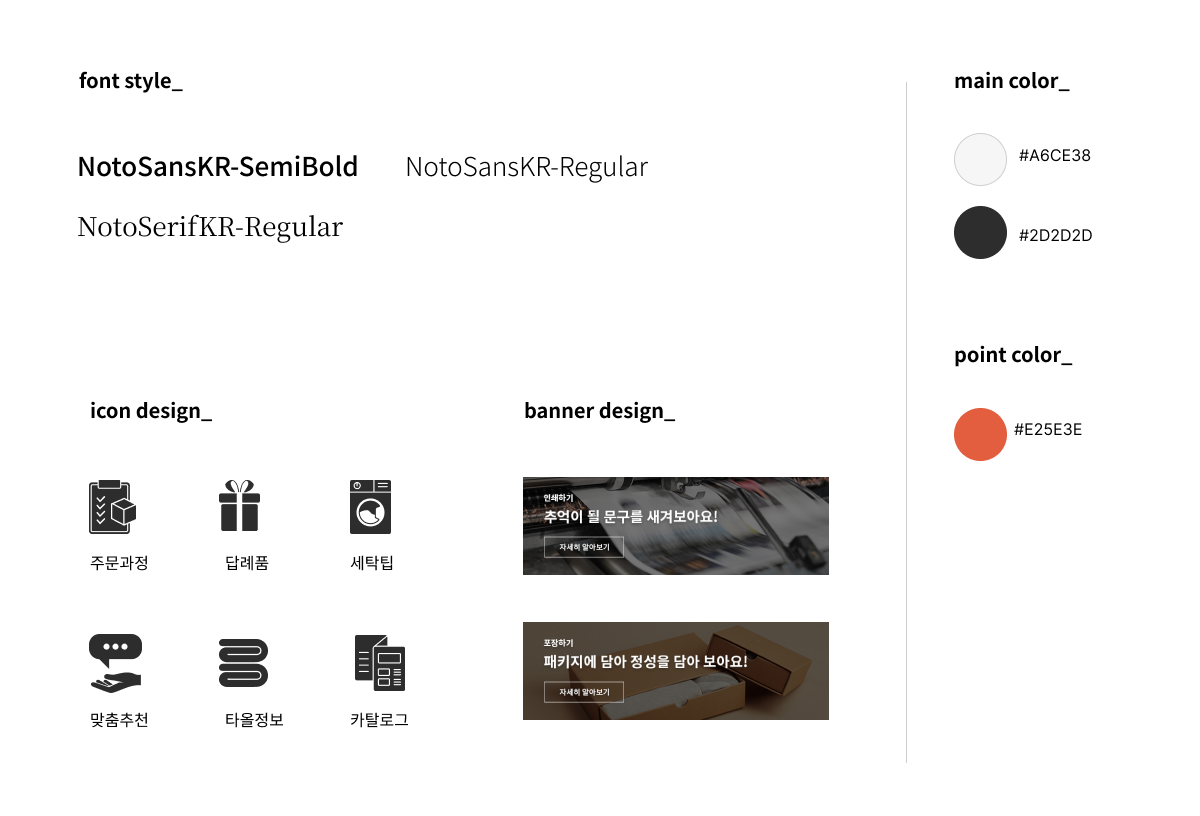 font style_
NotoSansKR-SemiBold
NotoSansKR-Regular
NotoSerifKR-Regular
main color_
#A6CE38
#2D2D2D
point color_
#E25E3E
icon design_
주문과정
답례품
세탁팁
맞춤추천
타올정보
카탈로그
banner design_
인쇄하기
추억이 될 문구를 새겨보아요!
자세히 알아보기
포장하기
패키지에 담아 정성을 담아 보아요!
자세히 알아보기